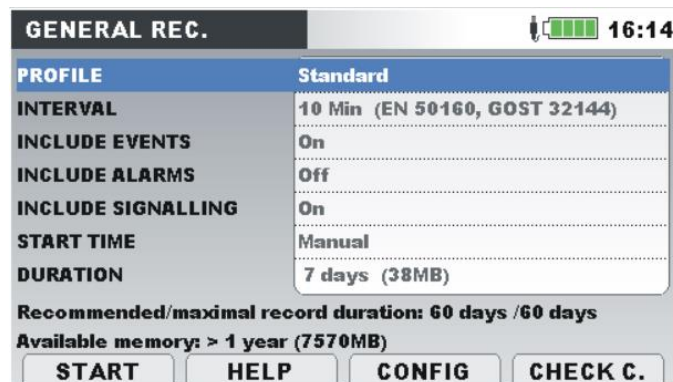 GENERAL REC. 16:14
PROFILE Standard
INTERVAL 10 Min (EN 50160, GOST 32144)
INCLUDE EVENTS On
INCLUDE ALARMS Off
INCLUDE SIGNALLING On
START TIME Manual
DURATION 7 days (38MB)
Recommended/maximal record duration: 60 days /60 days
Available memory: > 1 year (7570MB)
START HELP CONFIG CHECK C.